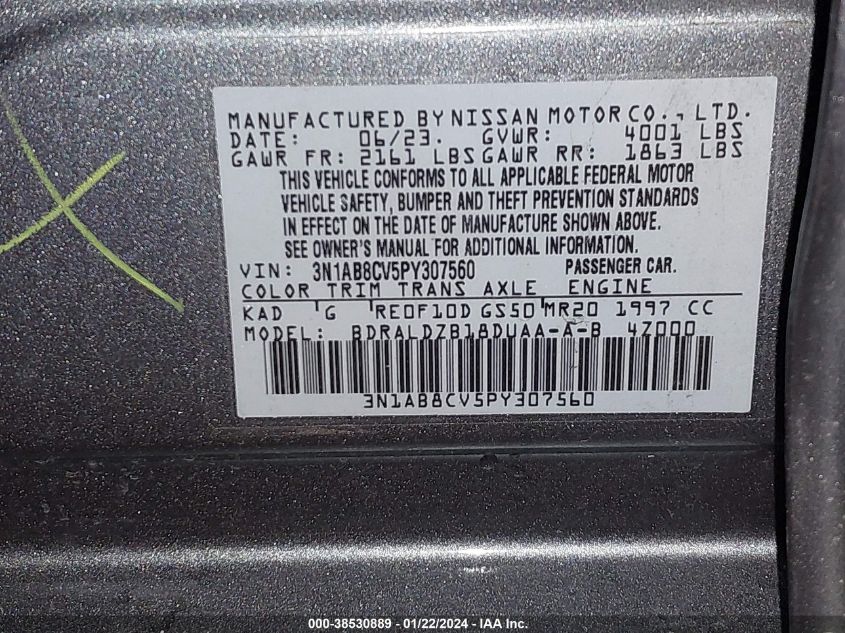 MANUFACTURED BY NISSAN MOTOR CO., LTD.
DATE: 06/23. GVWR: 4001 LBS
GAWR FR: 2161 LBS GAWR RR: 1863 LBS
THIS VEHICLE CONFORMS TO ALL APPLICABLE FEDERAL MOTOR
VEHICLE SAFETY, BUMPER AND THEFT PREVENTION STANDARDS
IN EFFECT ON THE DATE OF MANUFACTURE SHOWN ABOVE.
SEE OWNER'S MANUAL FOR ADDITIONAL INFORMATION.
VIN: 3N1AB8CV5PY307560 PASSENGER CAR.
COLOR TRIM TRANS AXLE ENGINE
KAD G RE0F10D GS50 MR20 1997 CC
MODEL: BDRALDZB18DUAA-A-B 4Z000
3N1AB8CV5PY307560
000-38530889 - 01/22/2024 - IAA Inc.